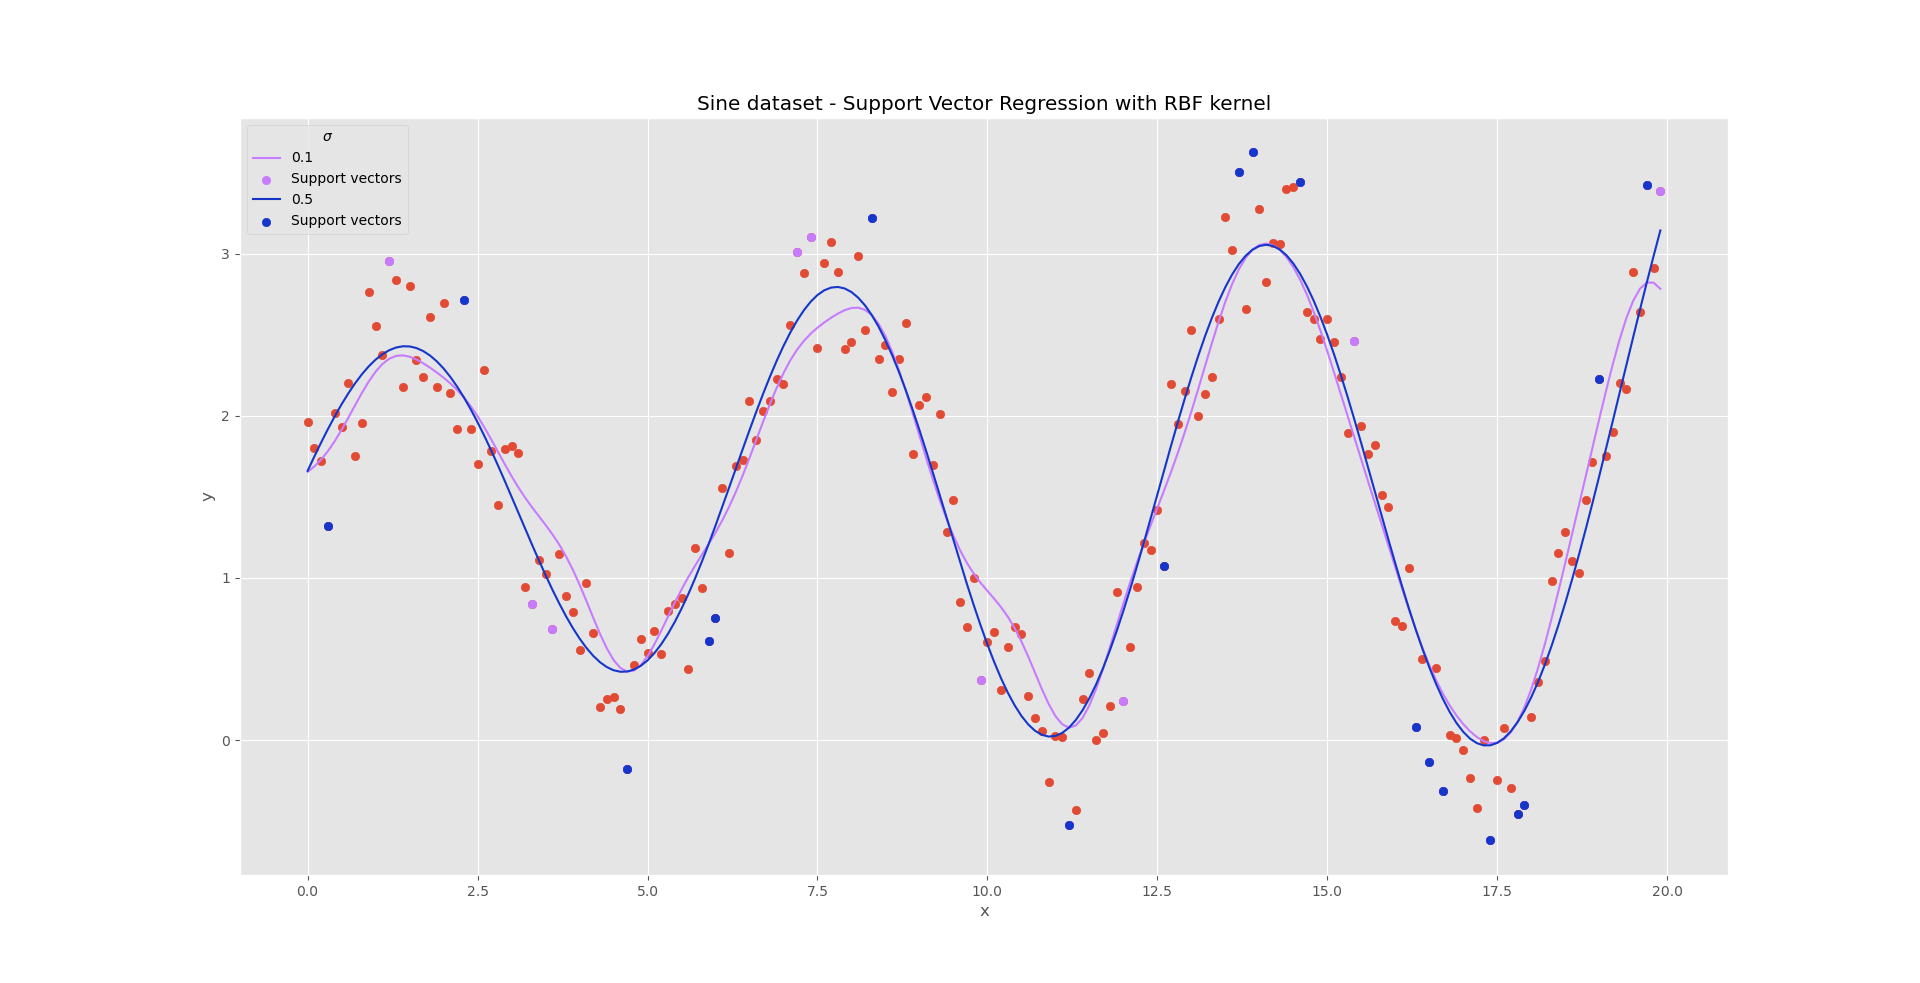 Sine dataset - Support Vector Regression with RBF kernel
σ
0.1
Support vectors
0.5
Support vectors
y
3
2
1
0
0.0 2.5 5.0 7.5 10.0 12.5 15.0 17.5 20.0
x